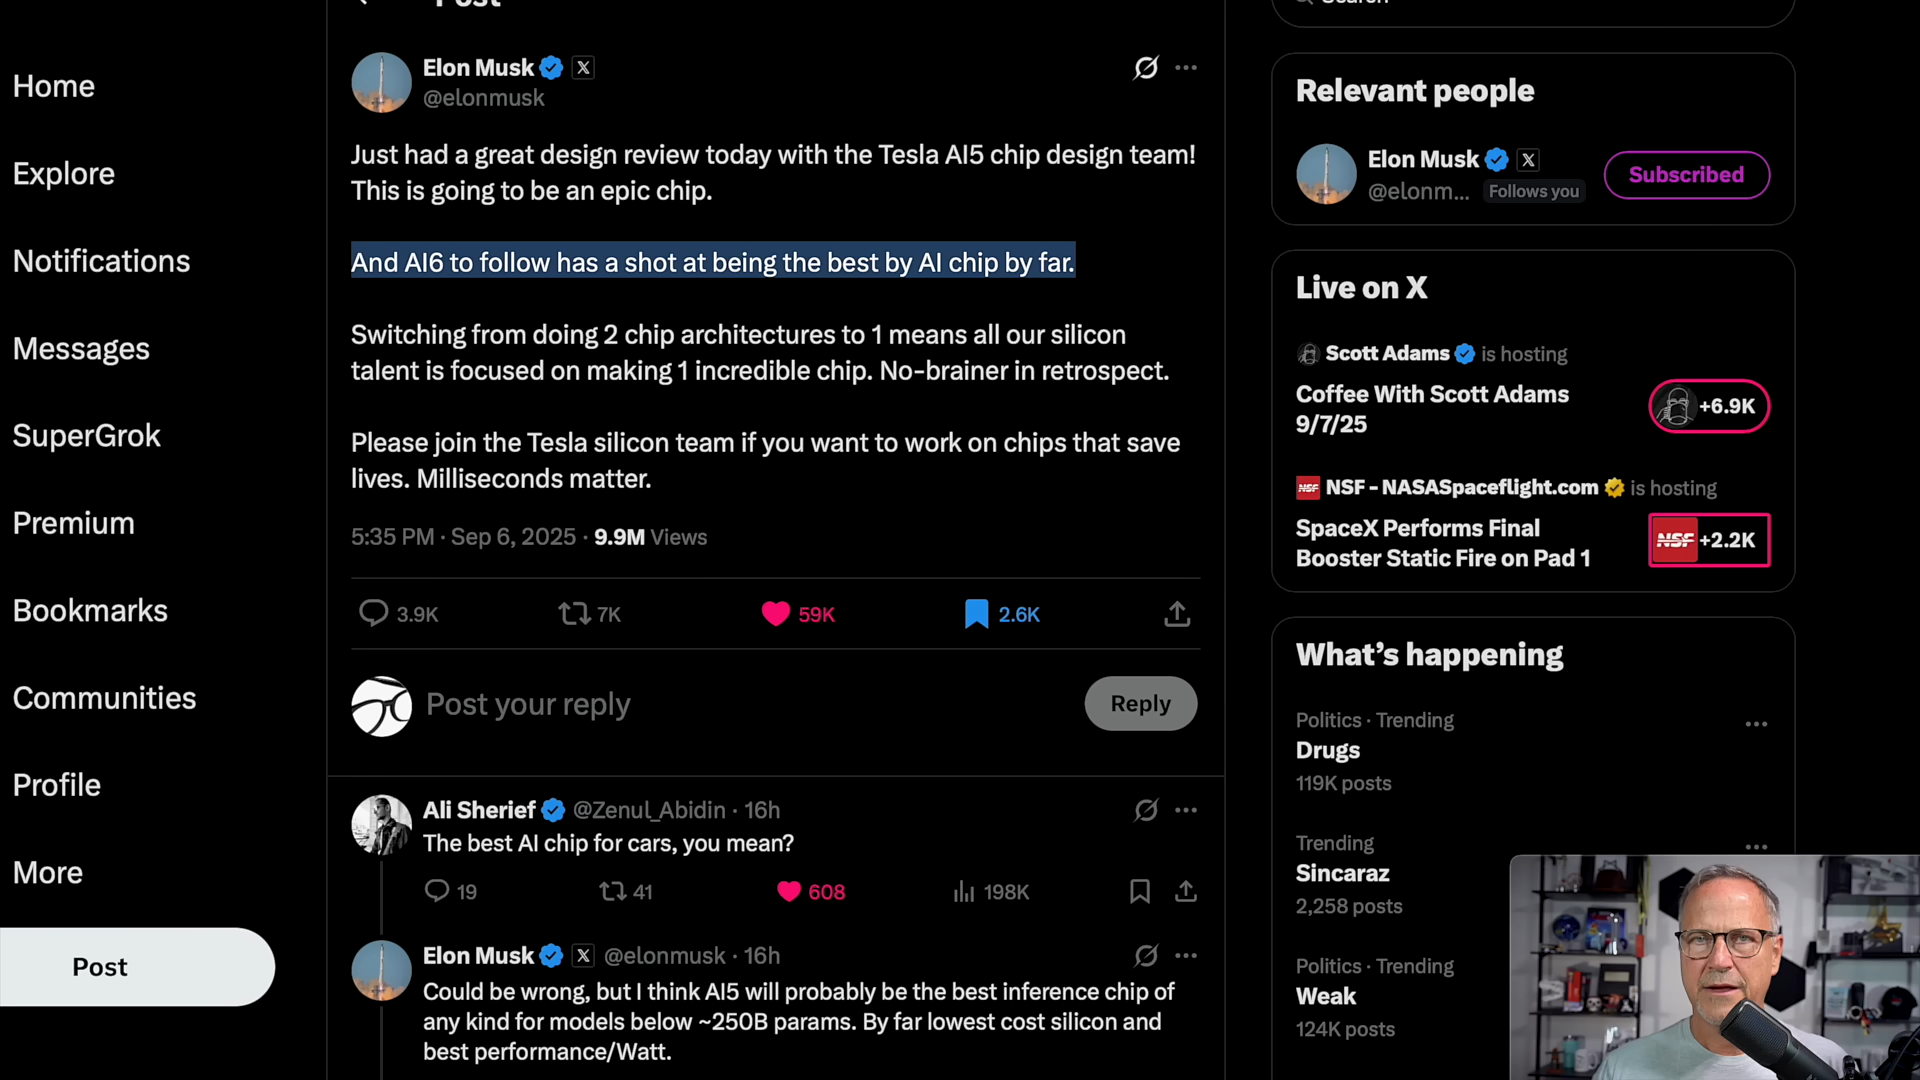 Post
Search
Home
Explore
Notifications
Messages
SuperGrok
Premium
Bookmarks
Communities
Profile
More
Post
Elon Musk
@elonmusk
Just had a great design review today with the Tesla AI5 chip design team!
This is going to be an epic chip.
And AI6 to follow has a shot at being the best by AI chip by far.
Switching from doing 2 chip architectures to 1 means all our silicon
talent is focused on making 1 incredible chip. No-brainer in retrospect.
Please join the Tesla silicon team if you want to work on chips that save
lives. Milliseconds matter.
5:35 PM · Sep 6, 2025 · 9.9M Views
3.9K 7K 59K 2.6K
Post your reply
Reply
Ali Sherief @Zenul_Abidin · 16h
The best AI chip for cars, you mean?
19 41 608 198K
Elon Musk @elonmusk · 16h
Could be wrong, but I think AI5 will probably be the best inference chip of
any kind for models below ~250B params. By far lowest cost silicon and
best performance/Watt.
Relevant people
Elon Musk
@elonm... Follows you
Subscribed
Live on X
Scott Adams is hosting
Coffee With Scott Adams
9/7/25
+6.9K
NSF NSF - NASASpaceflight.com is hosting
SpaceX Performs Final
Booster Static Fire on Pad 1
NSF +2.2K
What's happening
Politics · Trending
Drugs
119K posts
Trending
Sincaraz
2,258 posts
Politics · Trending
Weak
124K posts